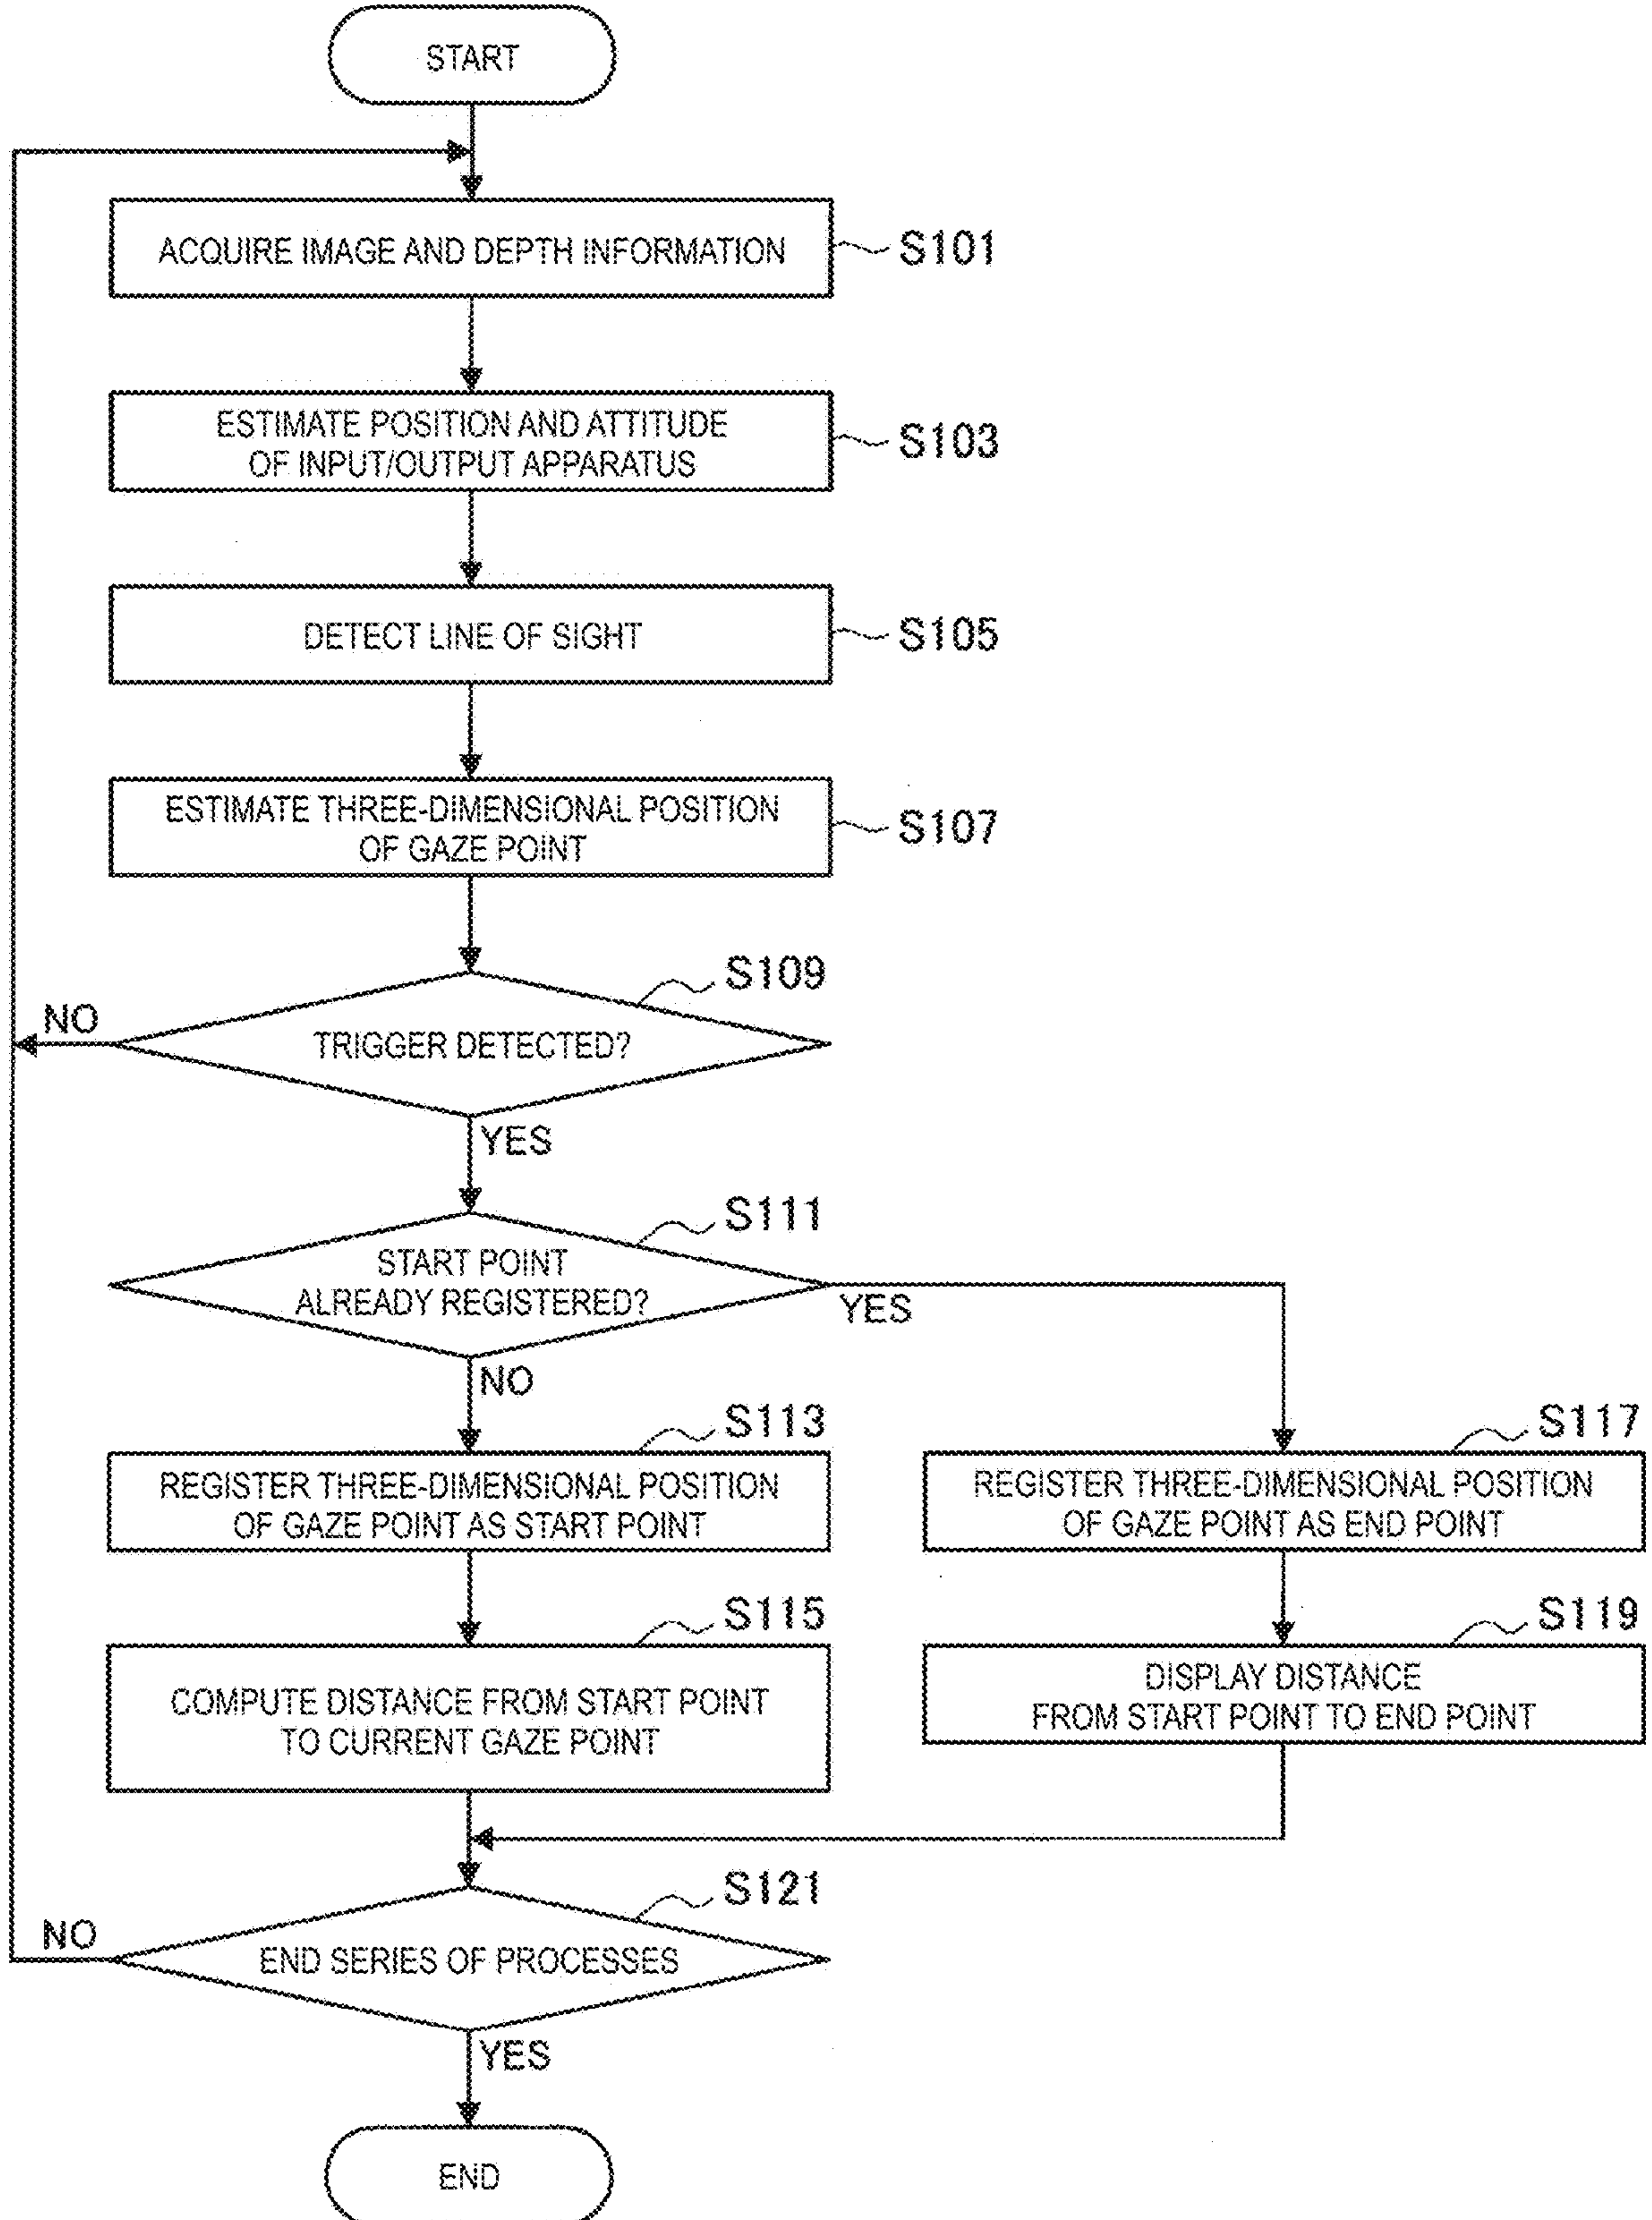 START
ACQUIRE IMAGE AND DEPTH INFORMATION
S101
ESTIMATE POSITION AND ATTITUDE
OF INPUT/OUTPUT APPARATUS
S103
DETECT LINE OF SIGHT
S105
ESTIMATE THREE-DIMENSIONAL POSITION
OF GAZE POINT
S107
S109
NO
TRIGGER DETECTED?
YES
S111
START POINT
ALREADY REGISTERED?
YES
NO
S113
REGISTER THREE-DIMENSIONAL POSITION
OF GAZE POINT AS START POINT
S117
REGISTER THREE-DIMENSIONAL POSITION
OF GAZE POINT AS END POINT
S115
COMPUTE DISTANCE FROM START POINT
TO CURRENT GAZE POINT
S119
DISPLAY DISTANCE
FROM START POINT TO END POINT
S121
NO
END SERIES OF PROCESSES
YES
END